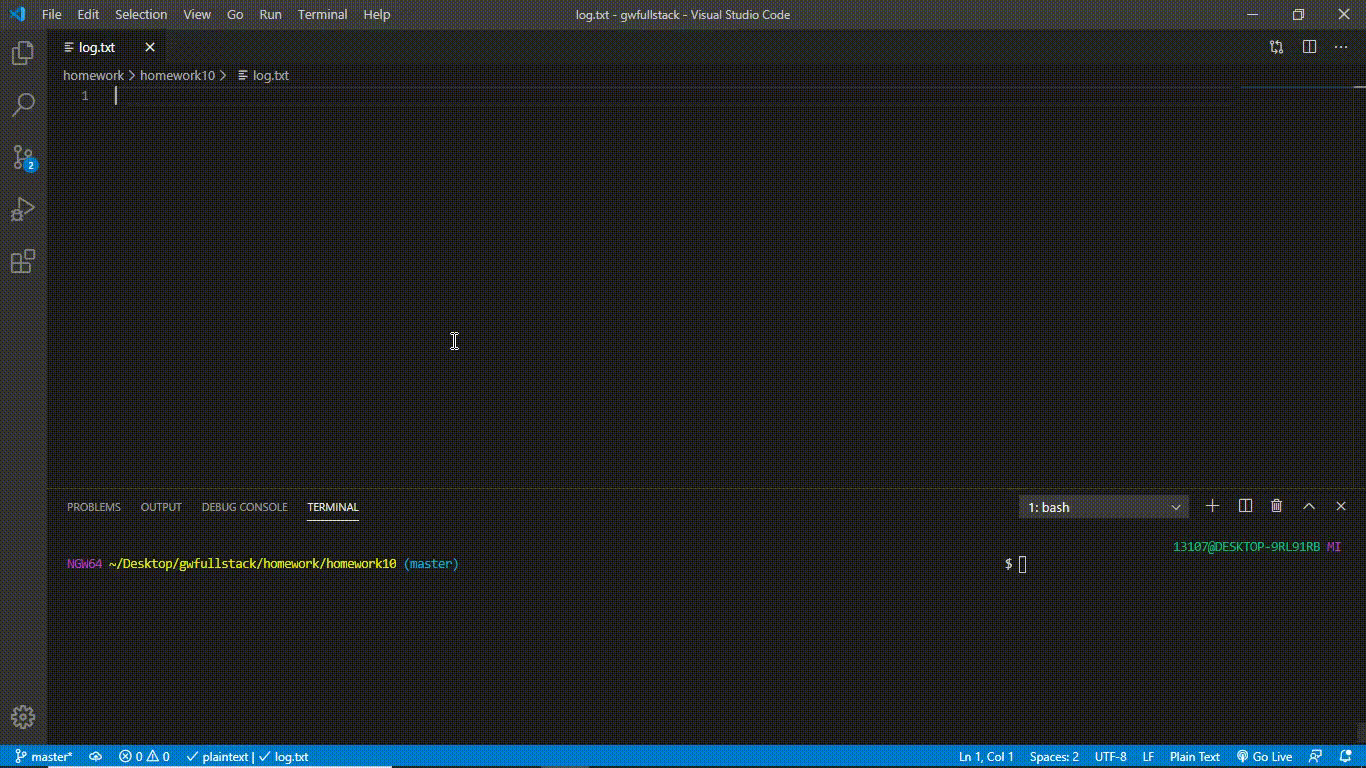 File Edit Selection View Go Run Terminal Help log.txt - gwfullstack - Visual Studio Code
log.txt
homework > homework10 > log.txt
1
2
PROBLEMS OUTPUT DEBUG CONSOLE TERMINAL 1: bash
13107@DESKTOP-9RL91RB MI
NGW64 ~/Desktop/gwfullstack/homework/homework10 (master) $
master* 0 0 plaintext | log.txt Ln 1, Col 1 Spaces: 2 UTF-8 LF Plain Text Go Live